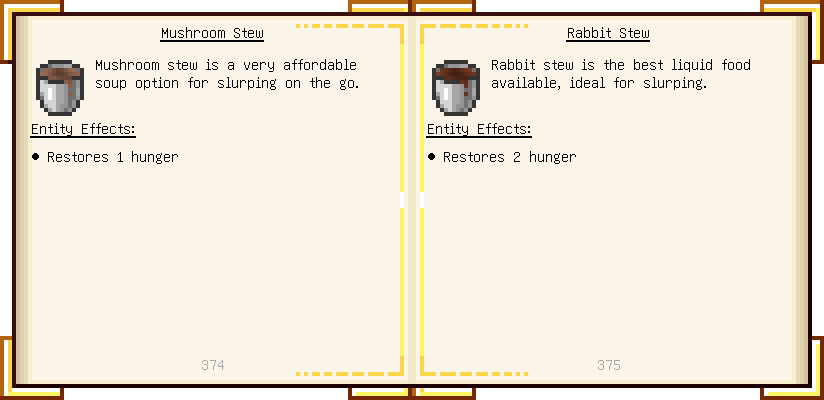 Mushroom Stew
Mushroom stew is a very affordable
soup option for slurping on the go.
Entity Effects:
● Restores 1 hunger
374
Rabbit Stew
Rabbit stew is the best liquid food
available, ideal for slurping.
Entity Effects:
● Restores 2 hunger
375